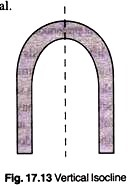 al.
Fig. 17.13 Vertical Isocline